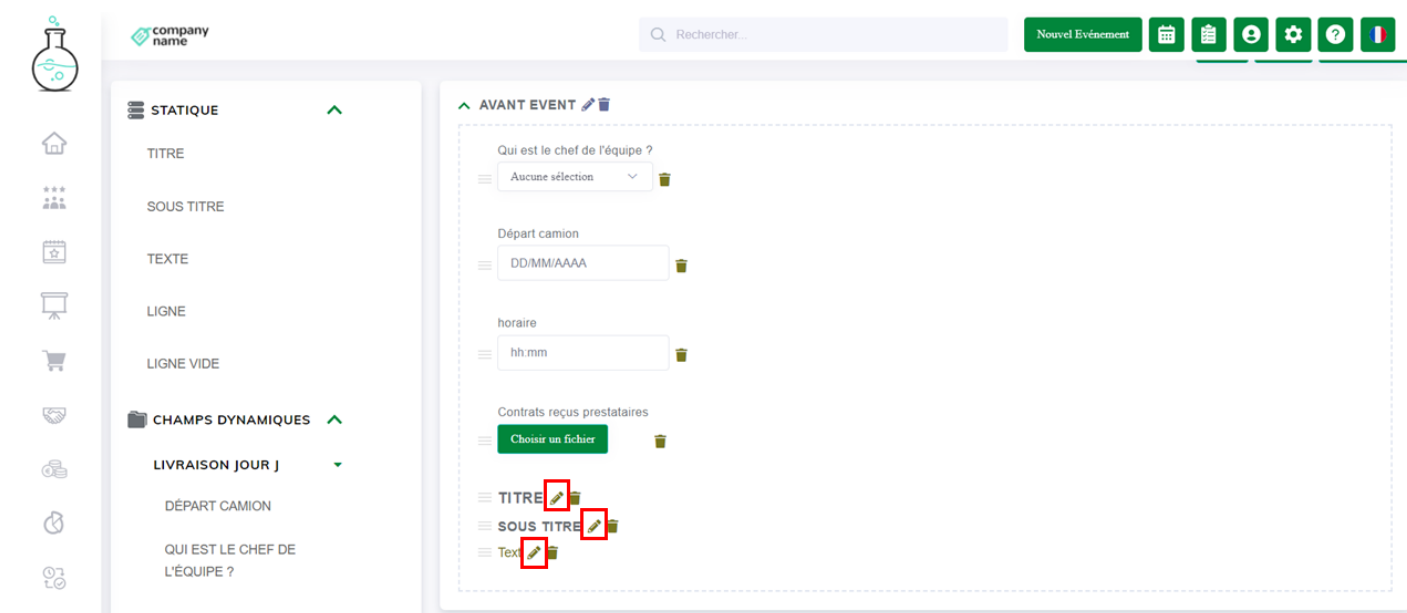 company
name
Rechercher...
Nouvel Evénement
STATIQUE
TITRE
SOUS TITRE
TEXTE
LIGNE
LIGNE VIDE
CHAMPS DYNAMIQUES
LIVRAISON JOUR J
DÉPART CAMION
QUI EST LE CHEF DE
L'ÉQUIPE ?
AVANT EVENT
Qui est le chef de l'équipe ?
Aucune sélection
Départ camion
DD/MM/AAAA
horaire
hh:mm
Contrats reçus prestataires
Choisir un fichier
TITRE
SOUS TITRE
Text